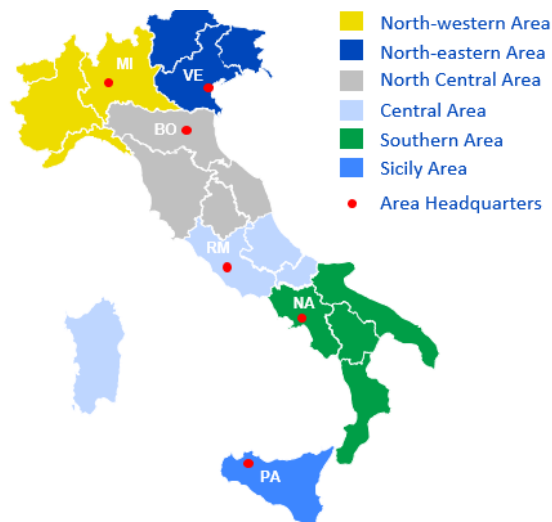 North-western Area
North-eastern Area
North Central Area
Central Area
Southern Area
Sicily Area
Area Headquarters
MI
VE
BO
RM
NA
PA